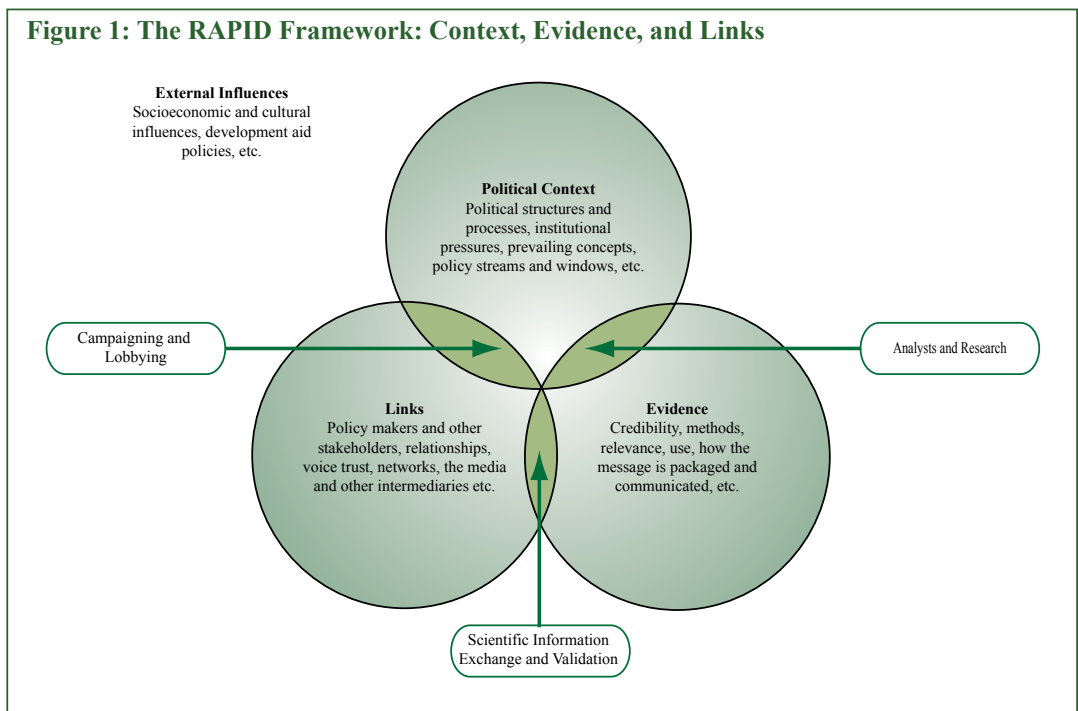 Figure 1: The RAPID Framework: Context, Evidence, and Links
External Influences
Socioeconomic and cultural
influences, development aid
policies, etc.
Political Context
Political structures and
processes, institutional
pressures, prevailing concepts,
policy streams and windows, etc.
Campaigning and
Lobbying
Analysts and Research
Links
Policy makers and other
stakeholders, relationships,
voice trust, networks, the media
and other intermediaries etc.
Evidence
Credibility, methods,
relevance, use, how the
message is packaged and
communicated, etc.
Scientific Information
Exchange and Validation